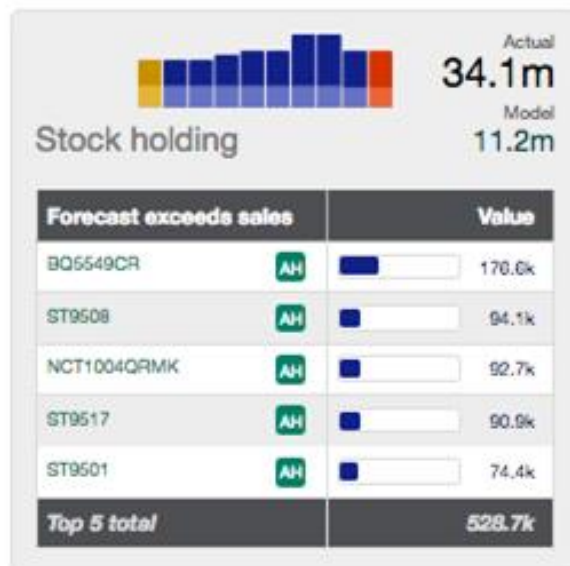 Actual
34.1m
Model
Stock holding 11.2m
Forecast exceeds sales Value
BQ5549CR AH 176.6k
ST9508 AH 94.1k
NCT1004QRMK AH 92.7k
ST9517 AH 90.9k
ST9501 AH 74.4k
Top 5 total 528.7k